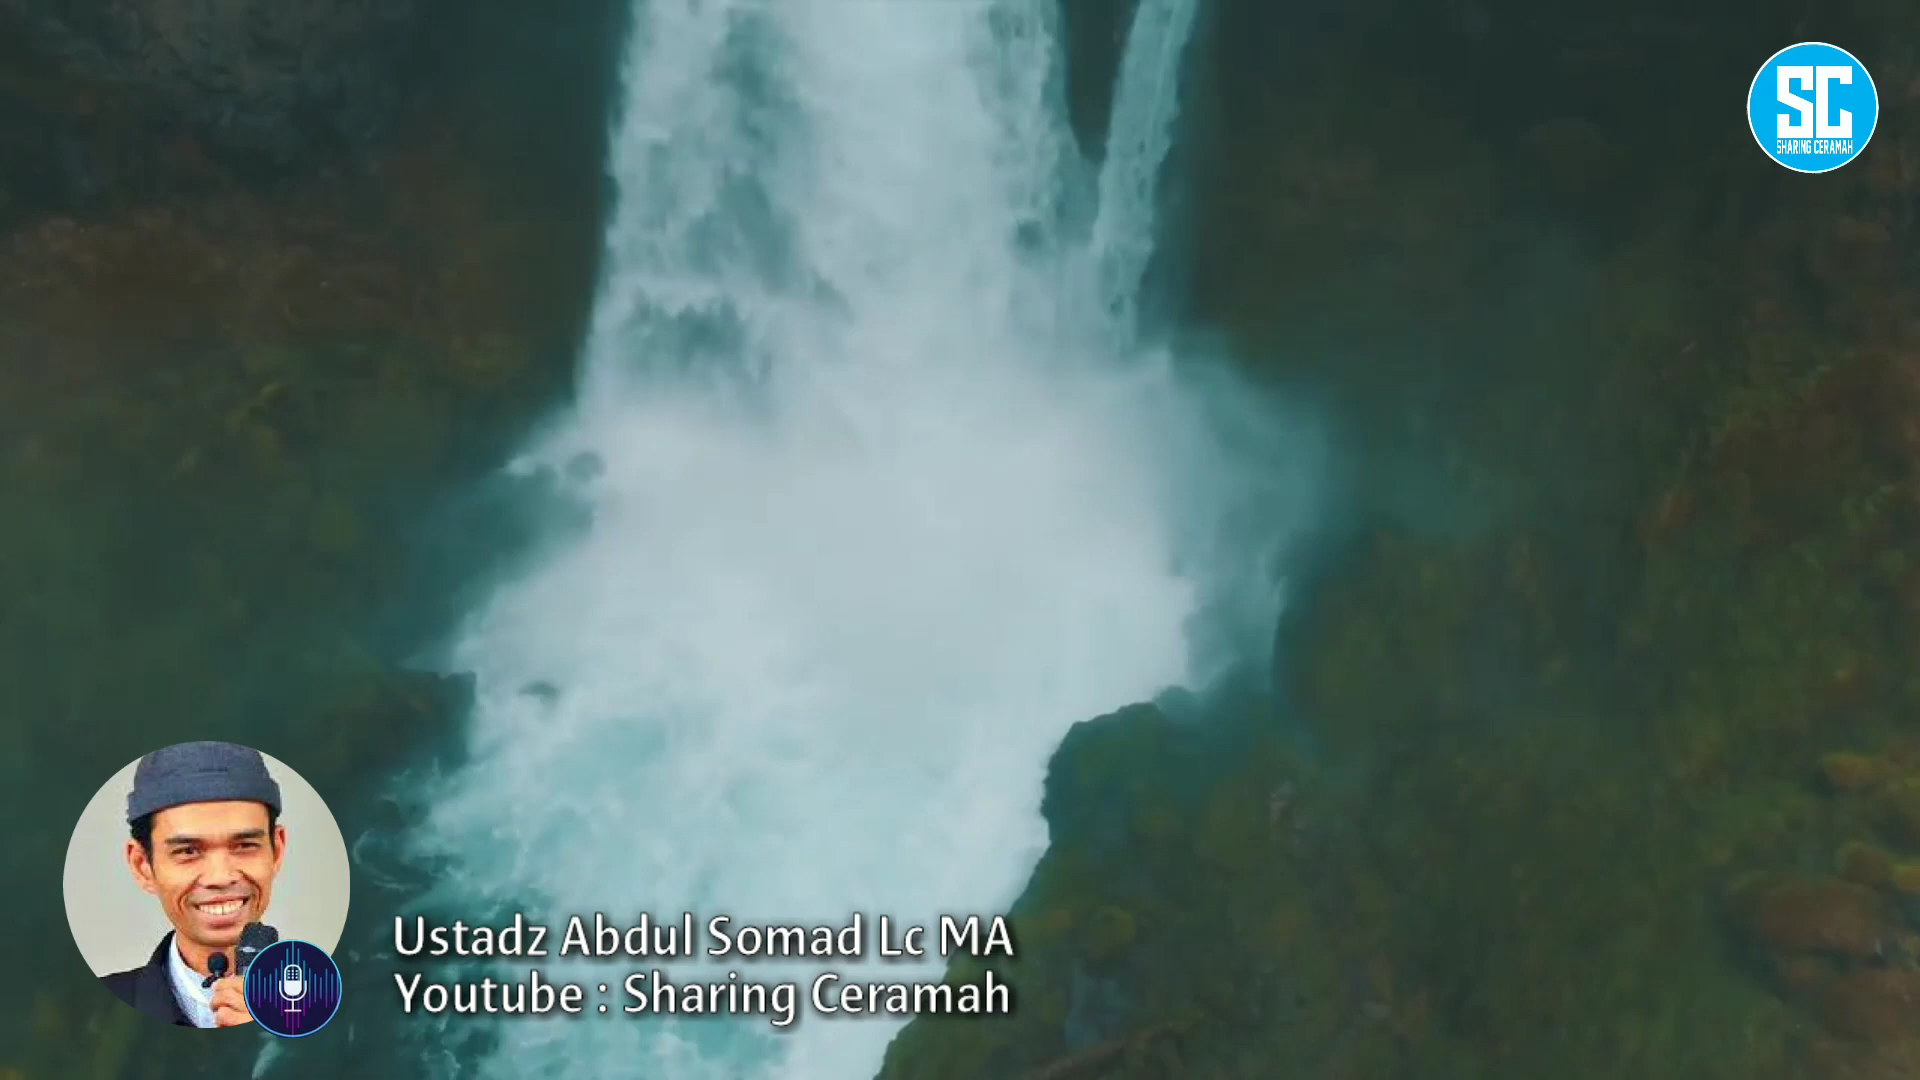 SC
SHARING CERAMAH
Ustadz Abdul Somad Lc MA
Youtube : Sharing Ceramah